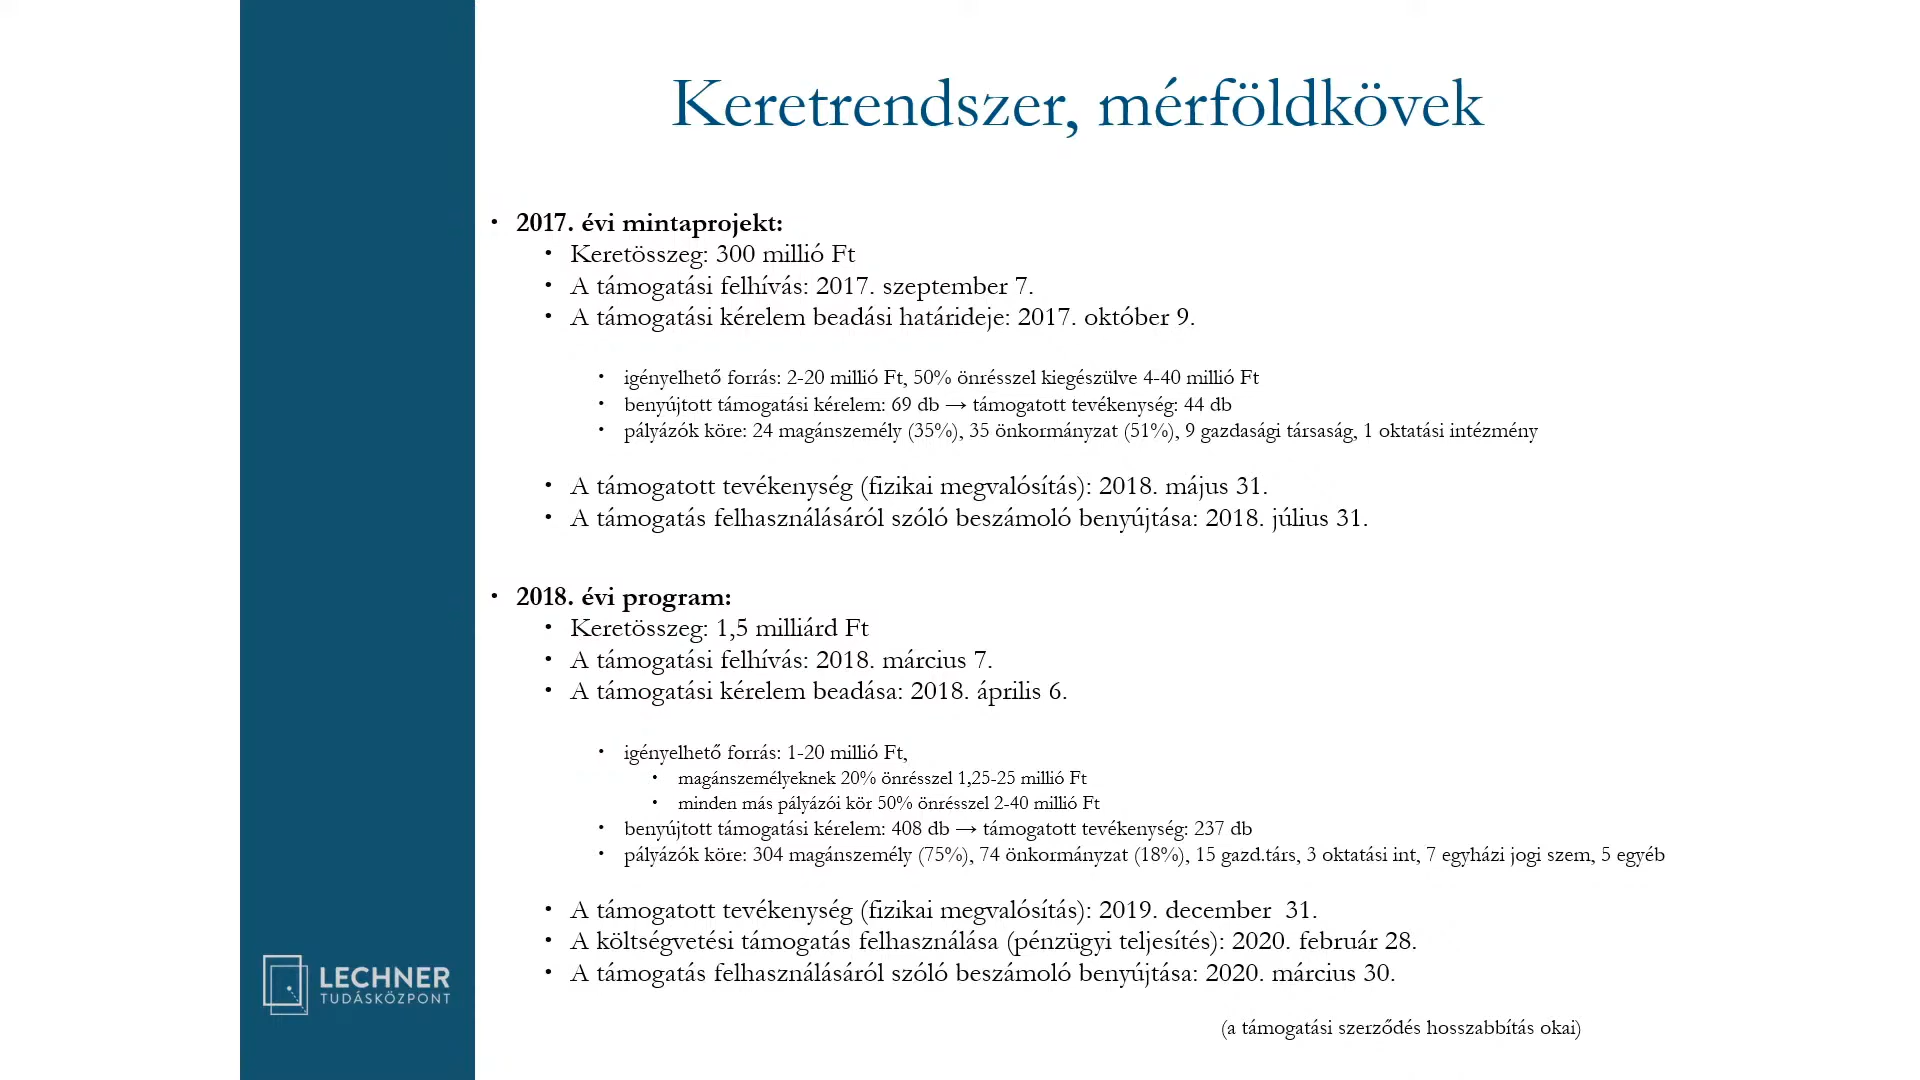 Keretrendszer, mérföldkövek
• 2017. évi mintaprojekt:
• Keretösszeg: 300 millió Ft
• A támogatási felhívás: 2017. szeptember 7.
• A támogatási kérelem beadási határideje: 2017. október 9.
• igényelhető forrás: 2-20 millió Ft, 50% önrésszel kiegészülve 4-40 millió Ft
• benyújtott támogatási kérelem: 69 db → támogatott tevékenység: 44 db
• pályázók köre: 24 magánszemély (35%), 35 önkormányzat (51%), 9 gazdasági társaság, 1 oktatási intézmény
• A támogatott tevékenység (fizikai megvalósítás): 2018. május 31.
• A támogatás felhasználásáról szóló beszámoló benyújtása: 2018. július 31.
• 2018. évi program:
• Keretösszeg: 1,5 milliárd Ft
• A támogatási felhívás: 2018. március 7.
• A támogatási kérelem beadása: 2018. április 6.
• igényelhető forrás: 1-20 millió Ft,
• magánszemélyeknek 20% önrésszel 1,25-25 millió Ft
• minden más pályázói kör 50% önrésszel 2-40 millió Ft
• benyújtott támogatási kérelem: 408 db → támogatott tevékenység: 237 db
• pályázók köre: 304 magánszemély (75%), 74 önkormányzat (18%), 15 gazd.társ, 3 oktatási int, 7 egyházi jogi szem, 5 egyéb
• A támogatott tevékenység (fizikai megvalósítás): 2019. december 31.
• A költségvetési támogatás felhasználása (pénzügyi teljesítés): 2020. február 28.
• A támogatás felhasználásáról szóló beszámoló benyújtása: 2020. március 30.
(a támogatási szerződés hosszabbítás okai)
LECHNER
TUDÁSKÖZPONT